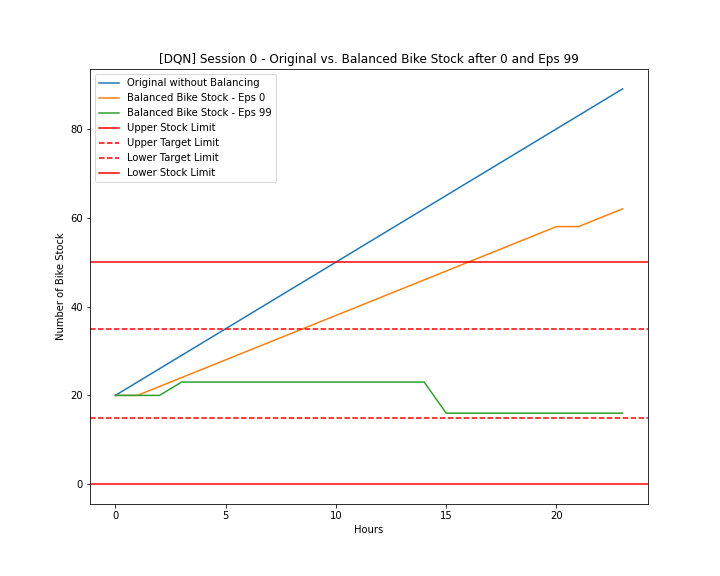 [DQN] Session 0 - Original vs. Balanced Bike Stock after 0 and Eps 99
Original without Balancing
Balanced Bike Stock - Eps 0
Balanced Bike Stock - Eps 99
Upper Stock Limit
Upper Target Limit
Lower Target Limit
Lower Stock Limit
Number of Bike Stock
80
60
40
20
0
0 5 10 15 20
Hours